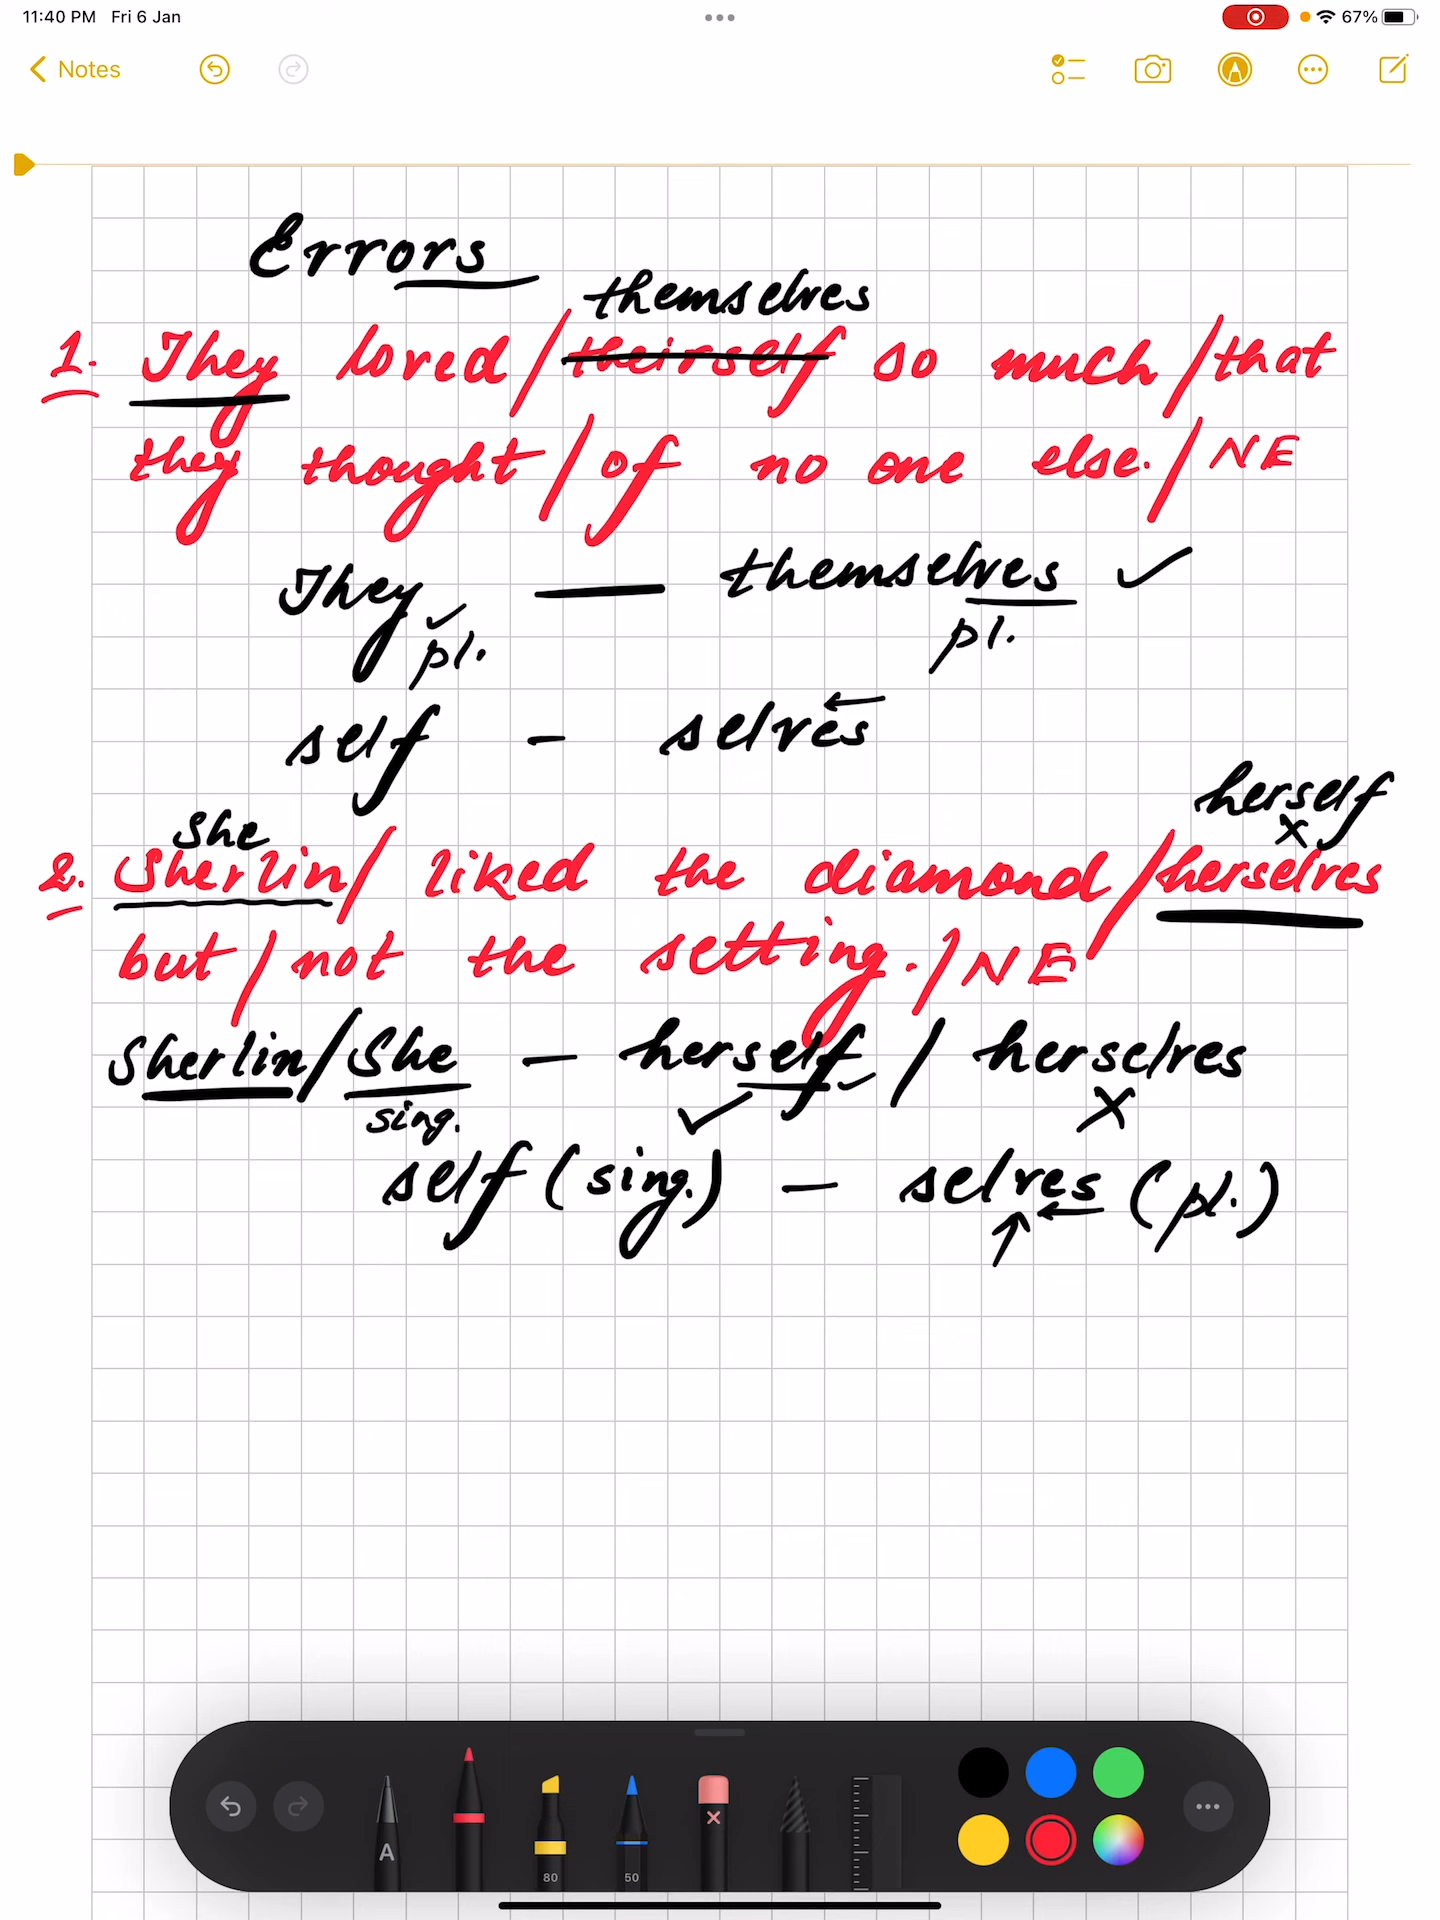 11:40 PM Fri 6 Jan 67%
Notes
Errors
themselves
1. They loved / theirself so much / that
they thought / of no one else. / NE
They — themselves ✓
pl. pl.
self - selves
herself
She x
2. Sherlin / liked the diamond / herselves
but / not the setting. / NE
Sherlin / She — herself / herselves
sing. ✓ X
self (sing.) — selves (pl.)
A 80 50